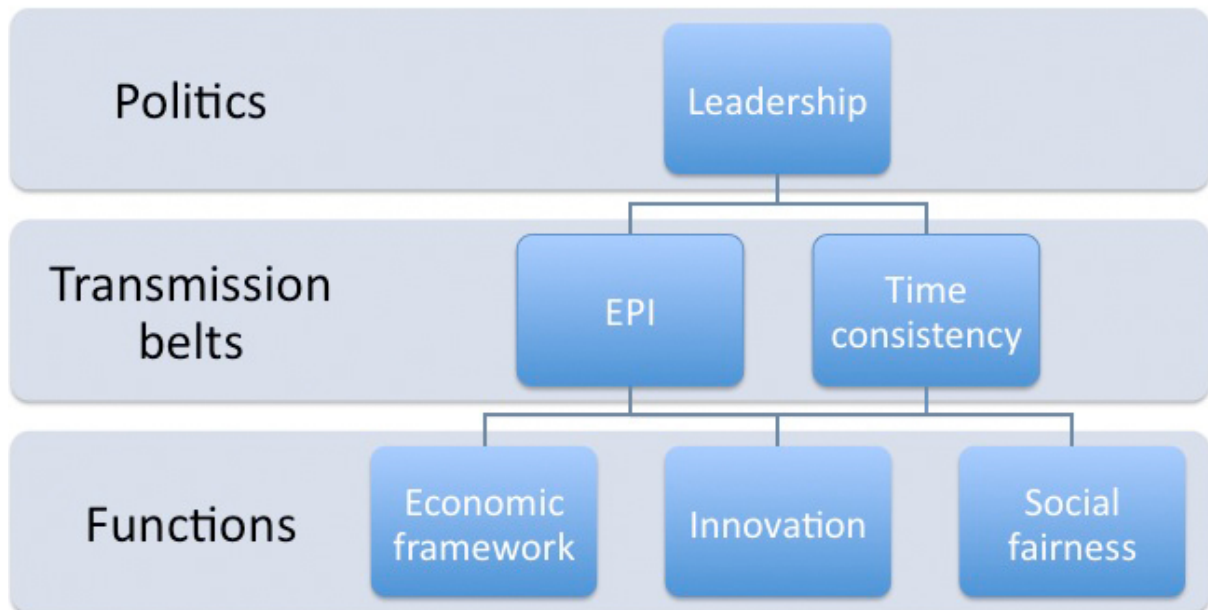 Politics
Leadership
Transmission
belts
EPI
Time
consistency
Functions
Economic
framework
Innovation
Social
fairness